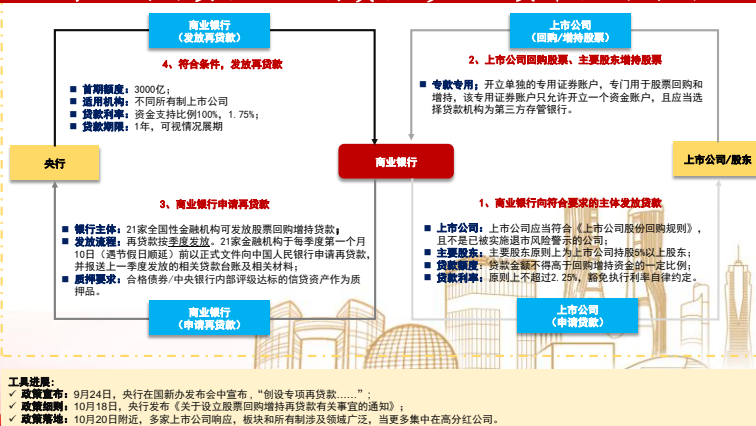 商业银行
（发放再贷款）
上市公司
（回购/增持股票）
4、符合条件，发放再贷款
■ 首期额度：3000亿；
■ 适用机构：不同所有制上市公司
■ 贷款利率：资金支持比例100%，1.75%；
■ 贷款期限：1年，可视情况展期
2、上市公司回购股票、主要股东增持股票
■ 专款专用；开立单独的专用证券账户，专门用于股票回购和
增持，该专用证券账户只允许开立一个资金账户，且应当选
择贷款机构为第三方存管银行。
央行
商业银行
上市公司/股东
3、商业银行申请再贷款
■ 银行主体：21家全国性金融机构可发放股票回购增持贷款；
■ 发放流程：再贷款按季度发放。21家金融机构于每季度第一个月
10日（遇节假日顺延）前以正式文件向中国人民银行申请再贷款，
并报送上一季度发放的相关贷款台账及相关材料；
■ 质押要求：合格债券/中央银行内部评级达标的信贷资产作为质
押品。
1、商业银行向符合要求的主体发放贷款
■ 上市公司：上市公司应当符合《上市公司股份回购规则》，
且不是已被实施退市风险警示的公司；
■ 主要股东：主要股东原则上为上市公司持股5%以上股东；
■ 贷款额度：贷款金额不得高于回购增持资金的一定比例；
■ 贷款利率：原则上不超过2.25%，豁免执行利率自律约定。
商业银行
（申请再贷款）
上市公司
（申请贷款）
工具进展：
✓ 政策宣布：9月24日，央行在国新办发布会中宣布，“创设专项再贷款……”；
✓ 政策细则：10月18日，央行发布《关于设立股票回购增持再贷款有关事宜的通知》；
✓ 政策落地：10月20日附近，多家上市公司响应，板块和所有制涉及领域广泛，当更多集中在高分红公司。